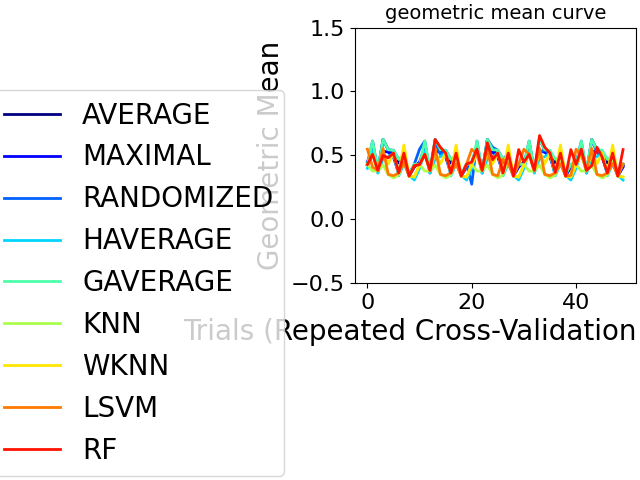 geometric mean curve
1.5
1.0
0.5
0.0
−0.5
Geometric Mean
0 20 40
Trials (Repeated Cross-Validation
AVERAGE
MAXIMAL
RANDOMIZED
HAVERAGE
GAVERAGE
KNN
WKNN
LSVM
RF